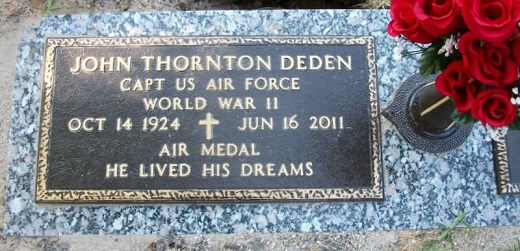 JOHN THORNTON DEDEN
CAPT US AIR FORCE
WORLD WAR II
OCT 14 1924 JUN 16 2011
AIR MEDAL
HE LIVED HIS DREAMS